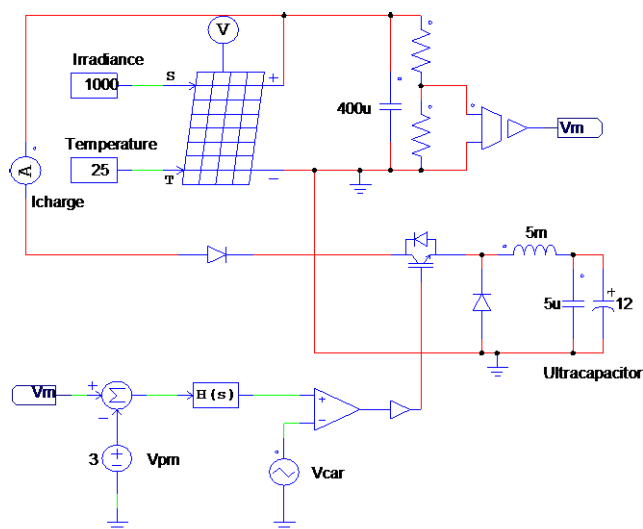 V
Irradiance
1000
S
+
400u
Vm
Temperature
25
T
−
A
Icharge
5m
5u
+
12
Ultracapacitor
Vm
+
Σ
−
H(s)
+
−
3
+
−
Vpm
Vcar